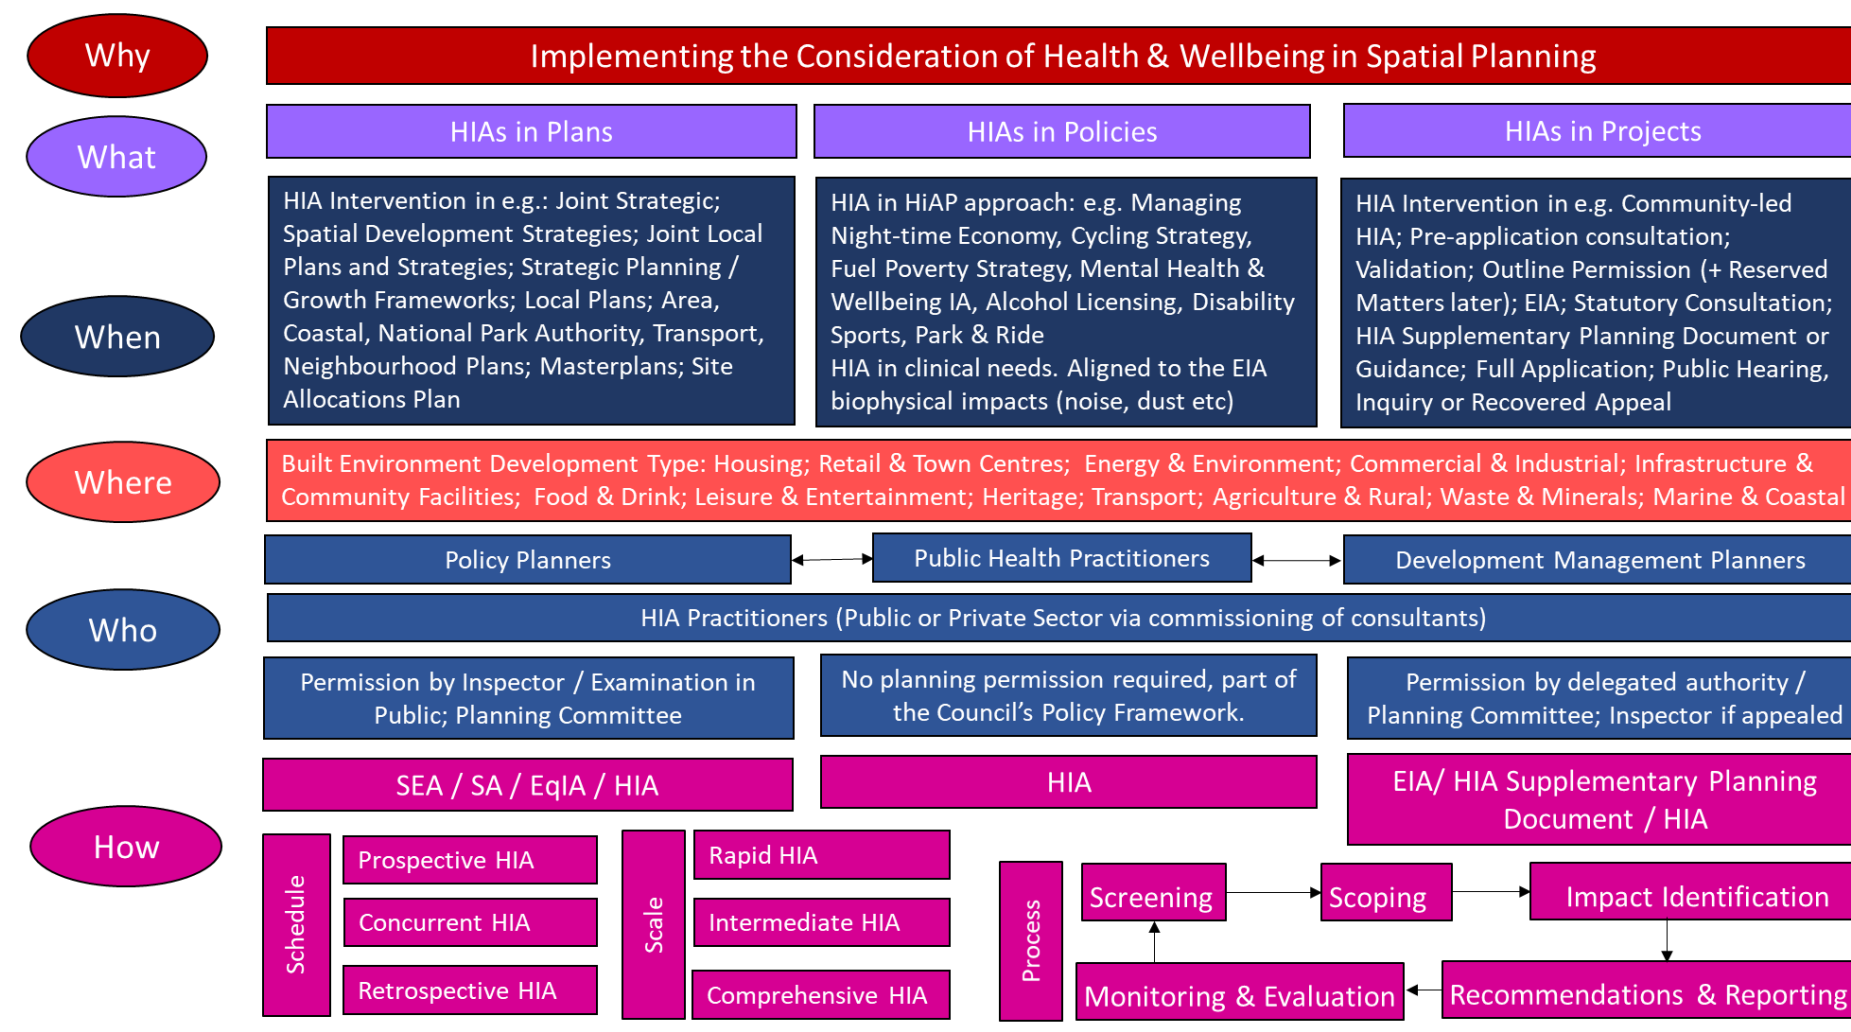 Why
Implementing the Consideration of Health & Wellbeing in Spatial Planning
What
HIAs in Plans
HIAs in Policies
HIAs in Projects
When
HIA Intervention in e.g.: Joint Strategic;
Spatial Development Strategies; Joint Local
Plans and Strategies; Strategic Planning /
Growth Frameworks; Local Plans; Area,
Coastal, National Park Authority, Transport,
Neighbourhood Plans; Masterplans; Site
Allocations Plan
HIA in HiAP approach: e.g. Managing
Night-time Economy, Cycling Strategy,
Fuel Poverty Strategy, Mental Health &
Wellbeing IA, Alcohol Licensing, Disability
Sports, Park & Ride
HIA in clinical needs. Aligned to the EIA
biophysical impacts (noise, dust etc)
HIA Intervention in e.g. Community-led
HIA; Pre-application consultation;
Validation; Outline Permission (+ Reserved
Matters later); EIA; Statutory Consultation;
HIA Supplementary Planning Document or
Guidance; Full Application; Public Hearing,
Inquiry or Recovered Appeal
Where
Built Environment Development Type: Housing; Retail & Town Centres; Energy & Environment; Commercial & Industrial; Infrastructure &
Community Facilities; Food & Drink; Leisure & Entertainment; Heritage; Transport; Agriculture & Rural; Waste & Minerals; Marine & Coastal
Who
Policy Planners
Public Health Practitioners
Development Management Planners
HIA Practitioners (Public or Private Sector via commissioning of consultants)
Permission by Inspector / Examination in
Public; Planning Committee
No planning permission required, part of
the Council's Policy Framework.
Permission by delegated authority /
Planning Committee; Inspector if appealed
How
SEA / SA / EqIA / HIA
HIA
EIA/ HIA Supplementary Planning
Document / HIA
Schedule
Prospective HIA
Concurrent HIA
Retrospective HIA
Scale
Rapid HIA
Intermediate HIA
Comprehensive HIA
Process
Screening
Scoping
Impact Identification
Monitoring & Evaluation
Recommendations & Reporting